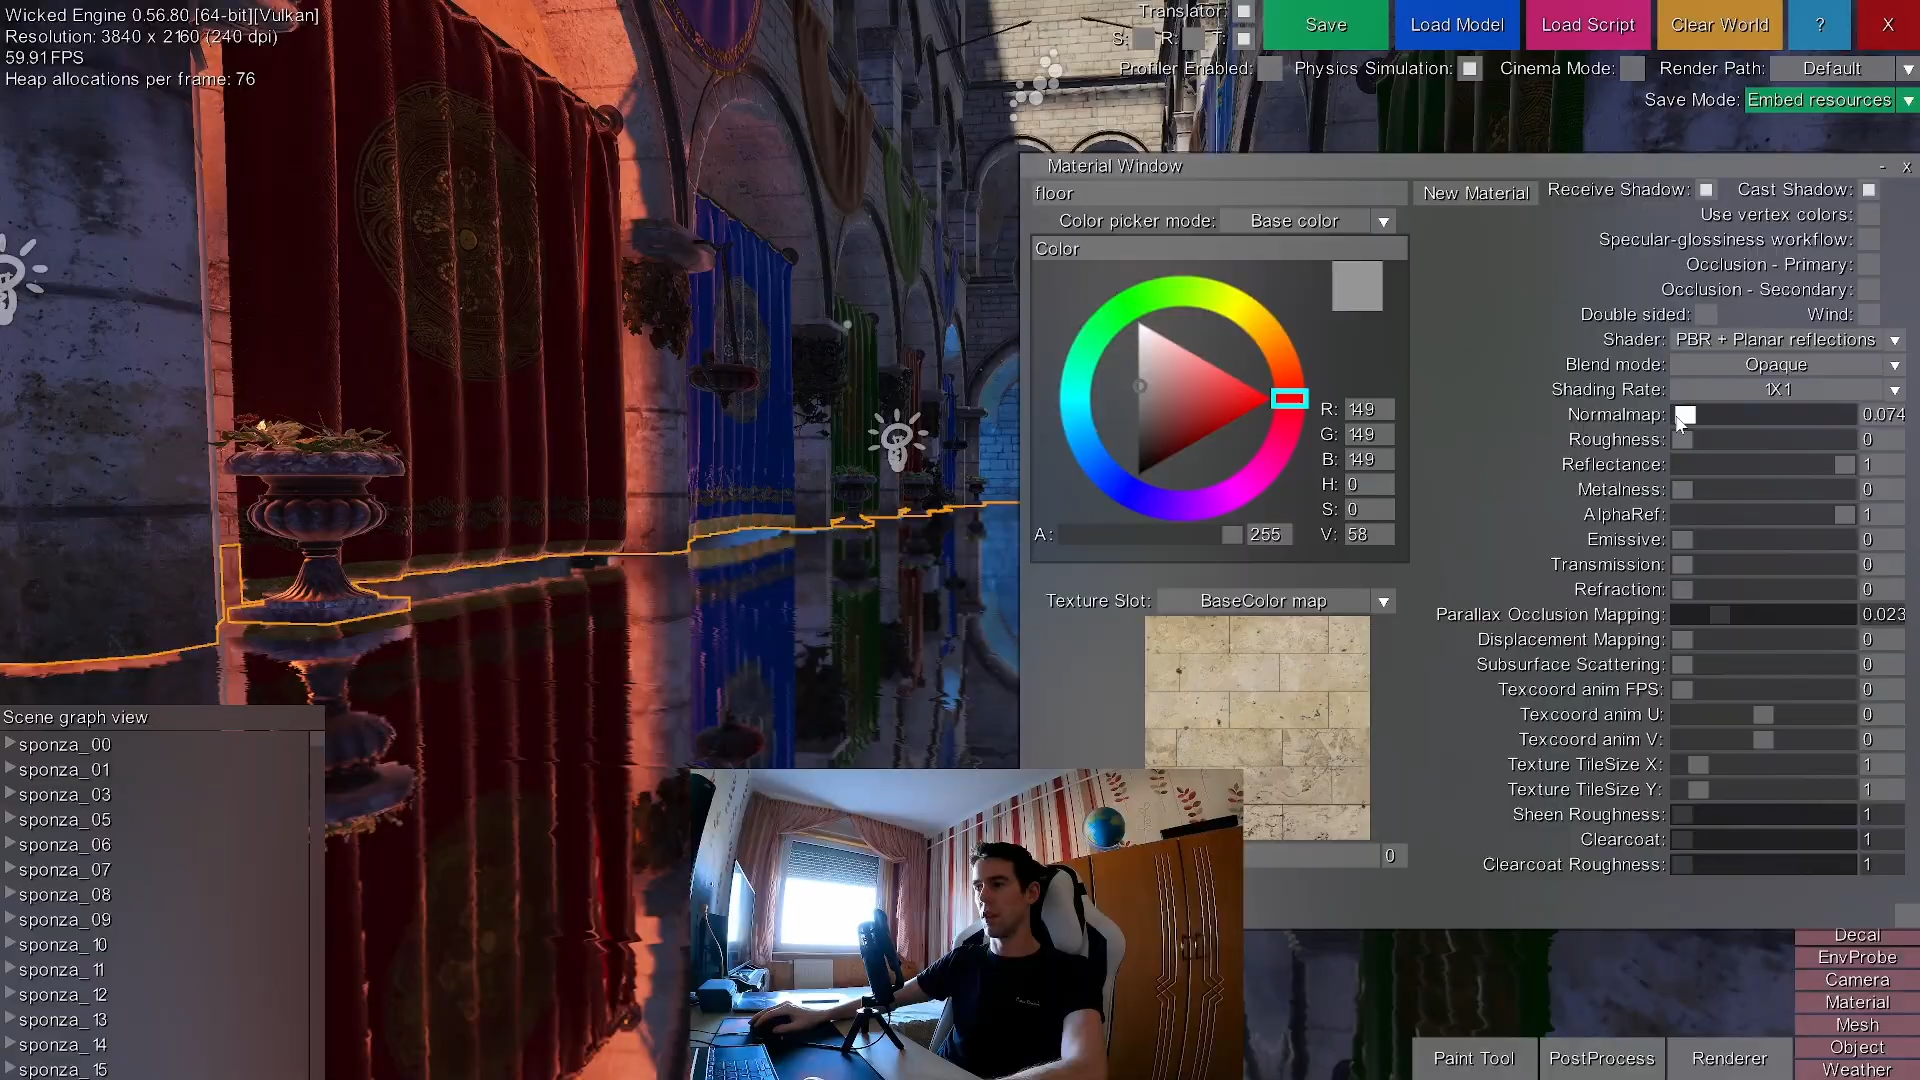 Wicked Engine 0.56.80 [64-bit][Vulkan]
Resolution: 3840 x 2160 (240 dpi)
59.91 FPS
Heap allocations per frame: 76
Translator:
S: R: T:
Save
Load Model
Load Script
Clear World
?
X
Profiler Enabled: Physics Simulation: Cinema Mode: Render Path: Default
Save Mode: Embed resources
Material Window
- x
floor
New Material
Receive Shadow: Cast Shadow:
Color picker mode: Base color
Use vertex colors:
Color
Specular-glossiness workflow:
Occlusion - Primary:
Occlusion - Secondary:
Double sided: Wind:
Shader: PBR + Planar reflections
Blend mode: Opaque
Shading Rate: 1X1
R: 149
Normalmap: 0.074
G: 149
Roughness: 0
B: 149
Reflectance: 1
H: 0
Metalness: 0
S: 0
AlphaRef: 1
A: 255
V: 58
Emissive: 0
Transmission: 0
Refraction: 0
Texture Slot: BaseColor map
Parallax Occlusion Mapping: 0.023
Displacement Mapping: 0
Subsurface Scattering: 0
Texcoord anim FPS: 0
Texcoord anim U: 0
Texcoord anim V: 0
Texture TileSize X: 1
Texture TileSize Y: 1
Sheen Roughness: 1
Clearcoat: 1
0
Clearcoat Roughness: 1
Scene graph view
sponza_00
sponza_01
sponza_03
sponza_05
sponza_06
sponza_07
sponza_08
sponza_09
sponza_10
sponza_11
sponza_12
sponza_13
sponza_14
sponza_15
Decal
EnvProbe
Camera
Material
Mesh
Object
Weather
Paint Tool
PostProcess
Renderer